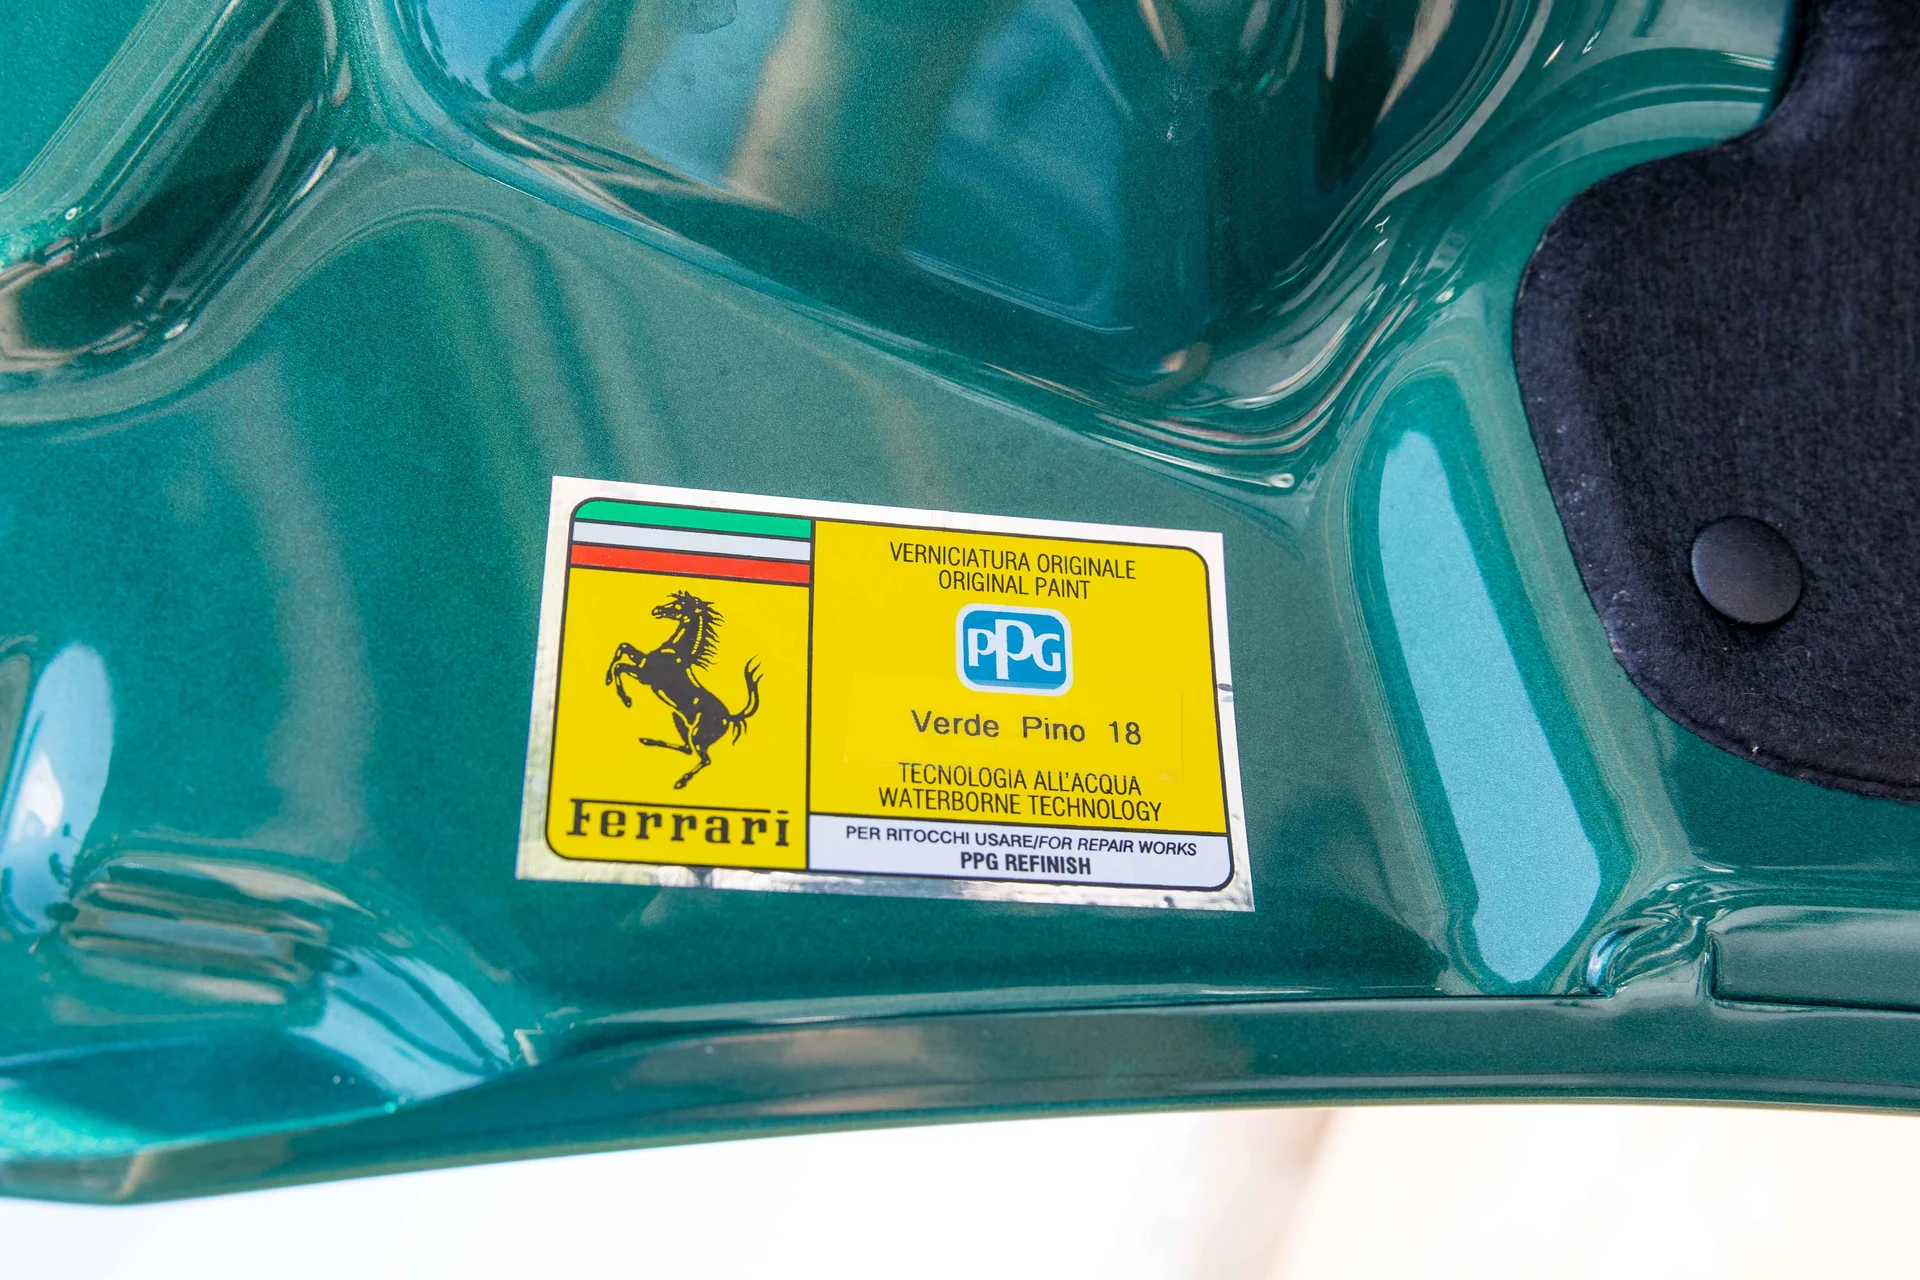 Ferrari
VERNICIATURA ORIGINALE
ORIGINAL PAINT
PPG
Verde Pino 18
TECNOLOGIA ALL'ACQUA
WATERBORNE TECHNOLOGY
PER RITOCCHI USARE/FOR REPAIR WORKS
PPG REFINISH